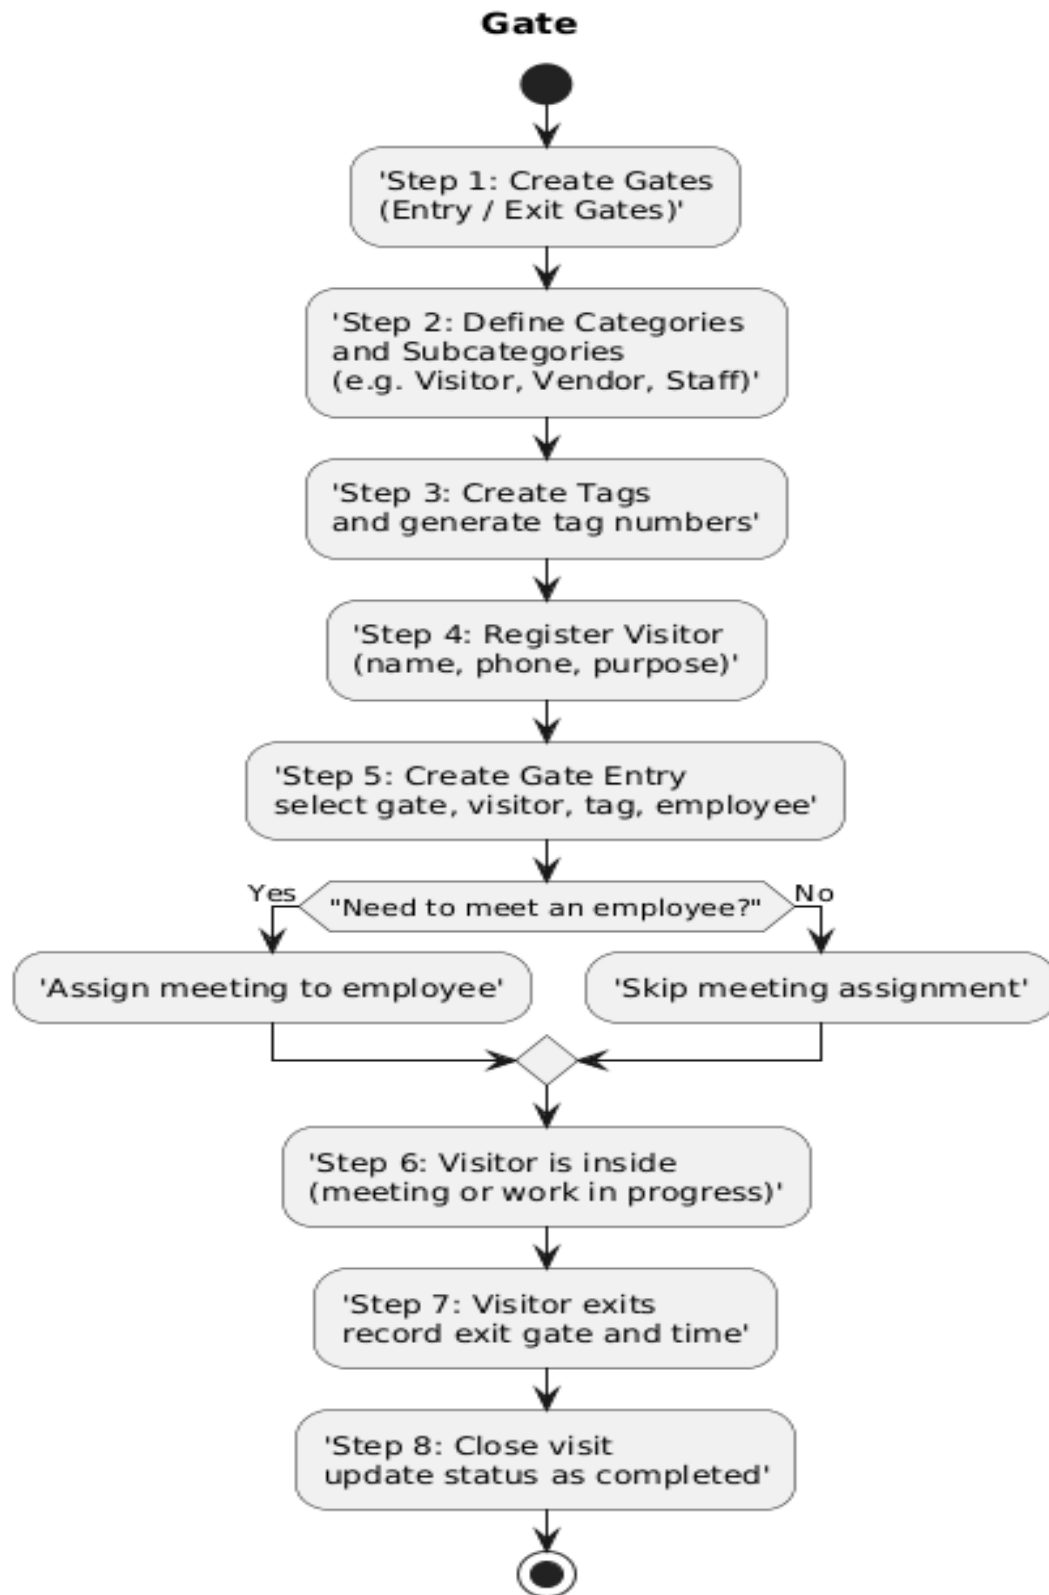 Gate
'Step 1: Create Gates
(Entry / Exit Gates)'
'Step 2: Define Categories
and Subcategories
(e.g. Visitor, Vendor, Staff)'
'Step 3: Create Tags
and generate tag numbers'
'Step 4: Register Visitor
(name, phone, purpose)'
'Step 5: Create Gate Entry
select gate, visitor, tag, employee'
Yes
"Need to meet an employee?"
No
'Assign meeting to employee'
'Skip meeting assignment'
'Step 6: Visitor is inside
(meeting or work in progress)'
'Step 7: Visitor exits
record exit gate and time'
'Step 8: Close visit
update status as completed'